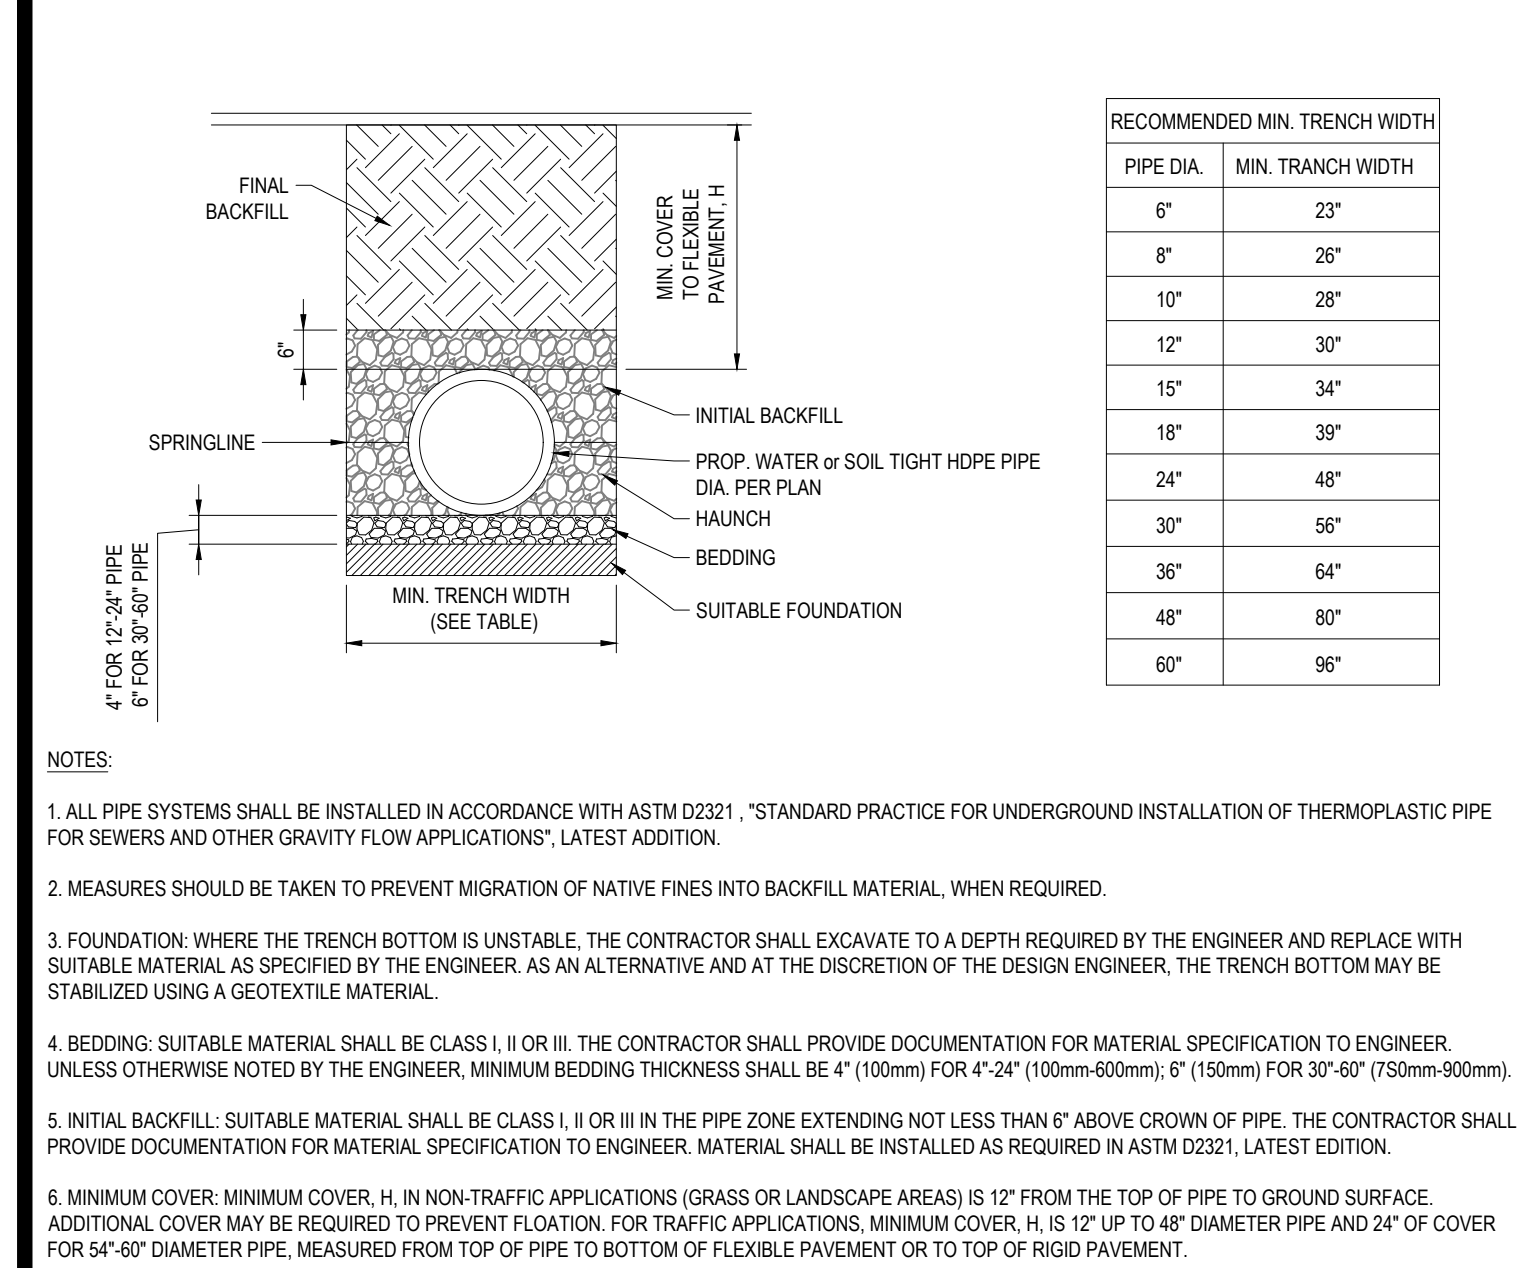 FINAL
BACKFILL
6"
SPRINGLINE
4" FOR 12"-24" PIPE
6" FOR 30"-60" PIPE
MIN. COVER
TO FLEXIBLE
PAVEMENT, H
INITIAL BACKFILL
PROP. WATER or SOIL TIGHT HDPE PIPE
DIA. PER PLAN
HAUNCH
BEDDING
SUITABLE FOUNDATION
MIN. TRENCH WIDTH
(SEE TABLE)
RECOMMENDED MIN. TRENCH WIDTH
PIPE DIA. MIN. TRANCH WIDTH
6" 23"
8" 26"
10" 28"
12" 30"
15" 34"
18" 39"
24" 48"
30" 56"
36" 64"
48" 80"
60" 96"
NOTES:
1. ALL PIPE SYSTEMS SHALL BE INSTALLED IN ACCORDANCE WITH ASTM D2321 , "STANDARD PRACTICE FOR UNDERGROUND INSTALLATION OF THERMOPLASTIC PIPE
FOR SEWERS AND OTHER GRAVITY FLOW APPLICATIONS", LATEST ADDITION.
2. MEASURES SHOULD BE TAKEN TO PREVENT MIGRATION OF NATIVE FINES INTO BACKFILL MATERIAL, WHEN REQUIRED.
3. FOUNDATION: WHERE THE TRENCH BOTTOM IS UNSTABLE, THE CONTRACTOR SHALL EXCAVATE TO A DEPTH REQUIRED BY THE ENGINEER AND REPLACE WITH
SUITABLE MATERIAL AS SPECIFIED BY THE ENGINEER. AS AN ALTERNATIVE AND AT THE DISCRETION OF THE DESIGN ENGINEER, THE TRENCH BOTTOM MAY BE
STABILIZED USING A GEOTEXTILE MATERIAL.
4. BEDDING: SUITABLE MATERIAL SHALL BE CLASS I, II OR III. THE CONTRACTOR SHALL PROVIDE DOCUMENTATION FOR MATERIAL SPECIFICATION TO ENGINEER.
UNLESS OTHERWISE NOTED BY THE ENGINEER, MINIMUM BEDDING THICKNESS SHALL BE 4" (100mm) FOR 4"-24" (100mm-600mm); 6" (150mm) FOR 30"-60" (7S0mm-900mm).
5. INITIAL BACKFILL: SUITABLE MATERIAL SHALL BE CLASS I, II OR III IN THE PIPE ZONE EXTENDING NOT LESS THAN 6" ABOVE CROWN OF PIPE. THE CONTRACTOR SHALL
PROVIDE DOCUMENTATION FOR MATERIAL SPECIFICATION TO ENGINEER. MATERIAL SHALL BE INSTALLED AS REQUIRED IN ASTM D2321, LATEST EDITION.
6. MINIMUM COVER: MINIMUM COVER, H, IN NON-TRAFFIC APPLICATIONS (GRASS OR LANDSCAPE AREAS) IS 12" FROM THE TOP OF PIPE TO GROUND SURFACE.
ADDITIONAL COVER MAY BE REQUIRED TO PREVENT FLOATION. FOR TRAFFIC APPLICATIONS, MINIMUM COVER, H, IS 12" UP TO 48" DIAMETER PIPE AND 24" OF COVER
FOR 54"-60" DIAMETER PIPE, MEASURED FROM TOP OF PIPE TO BOTTOM OF FLEXIBLE PAVEMENT OR TO TOP OF RIGID PAVEMENT.